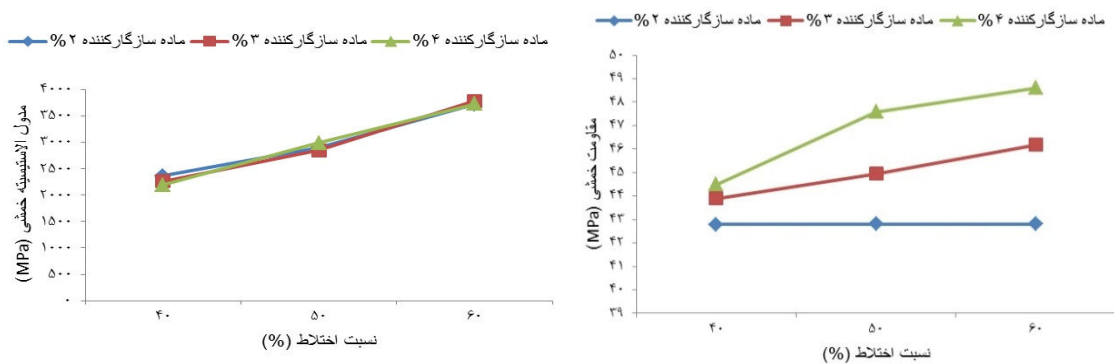 ماده سازگارکننده ۲ % ماده سازگارکننده ۳ % ماده سازگارکننده ۴ %
مدول الاستیسیته خمشی (MPa)
۴۰۰۰
۳۵۰۰
۳۰۰۰
۲۵۰۰
۲۰۰۰
۱۵۰۰
۱۰۰۰
۵۰۰
۰
۴۰ ۵۰ ۶۰
نسبت اختلاط (%)
ماده سازگارکننده ۲ % ماده سازگارکننده ۳ % ماده سازگارکننده ۴ %
مقاومت خمشی (MPa)
۵۰
۴۹
۴۸
۴۷
۴۶
۴۵
۴۴
۴۳
۴۲
۴۱
۴۰
۳۹
۴۰ ۵۰ ۶۰
نسبت اختلاط (%)